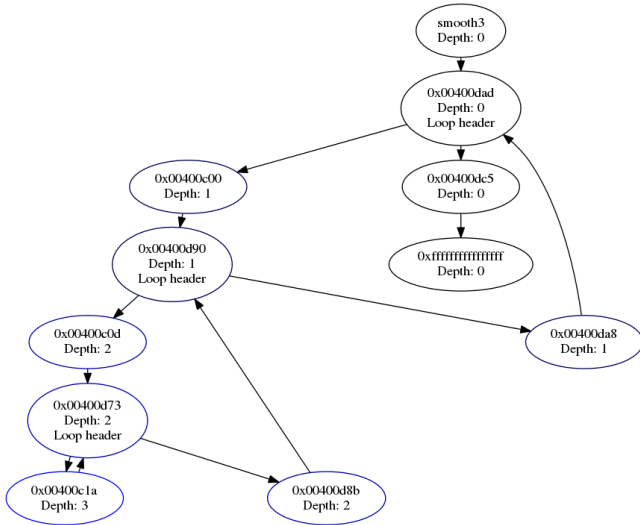 smooth3
Depth: 0
0x00400dad
Depth: 0
Loop header
0x00400c00
Depth: 1
0x00400dc5
Depth: 0
0x00400d90
Depth: 1
Loop header
0xffffffffffffffff
Depth: 0
0x00400c0d
Depth: 2
0x00400da8
Depth: 1
0x00400d73
Depth: 2
Loop header
0x00400c1a
Depth: 3
0x00400d8b
Depth: 2